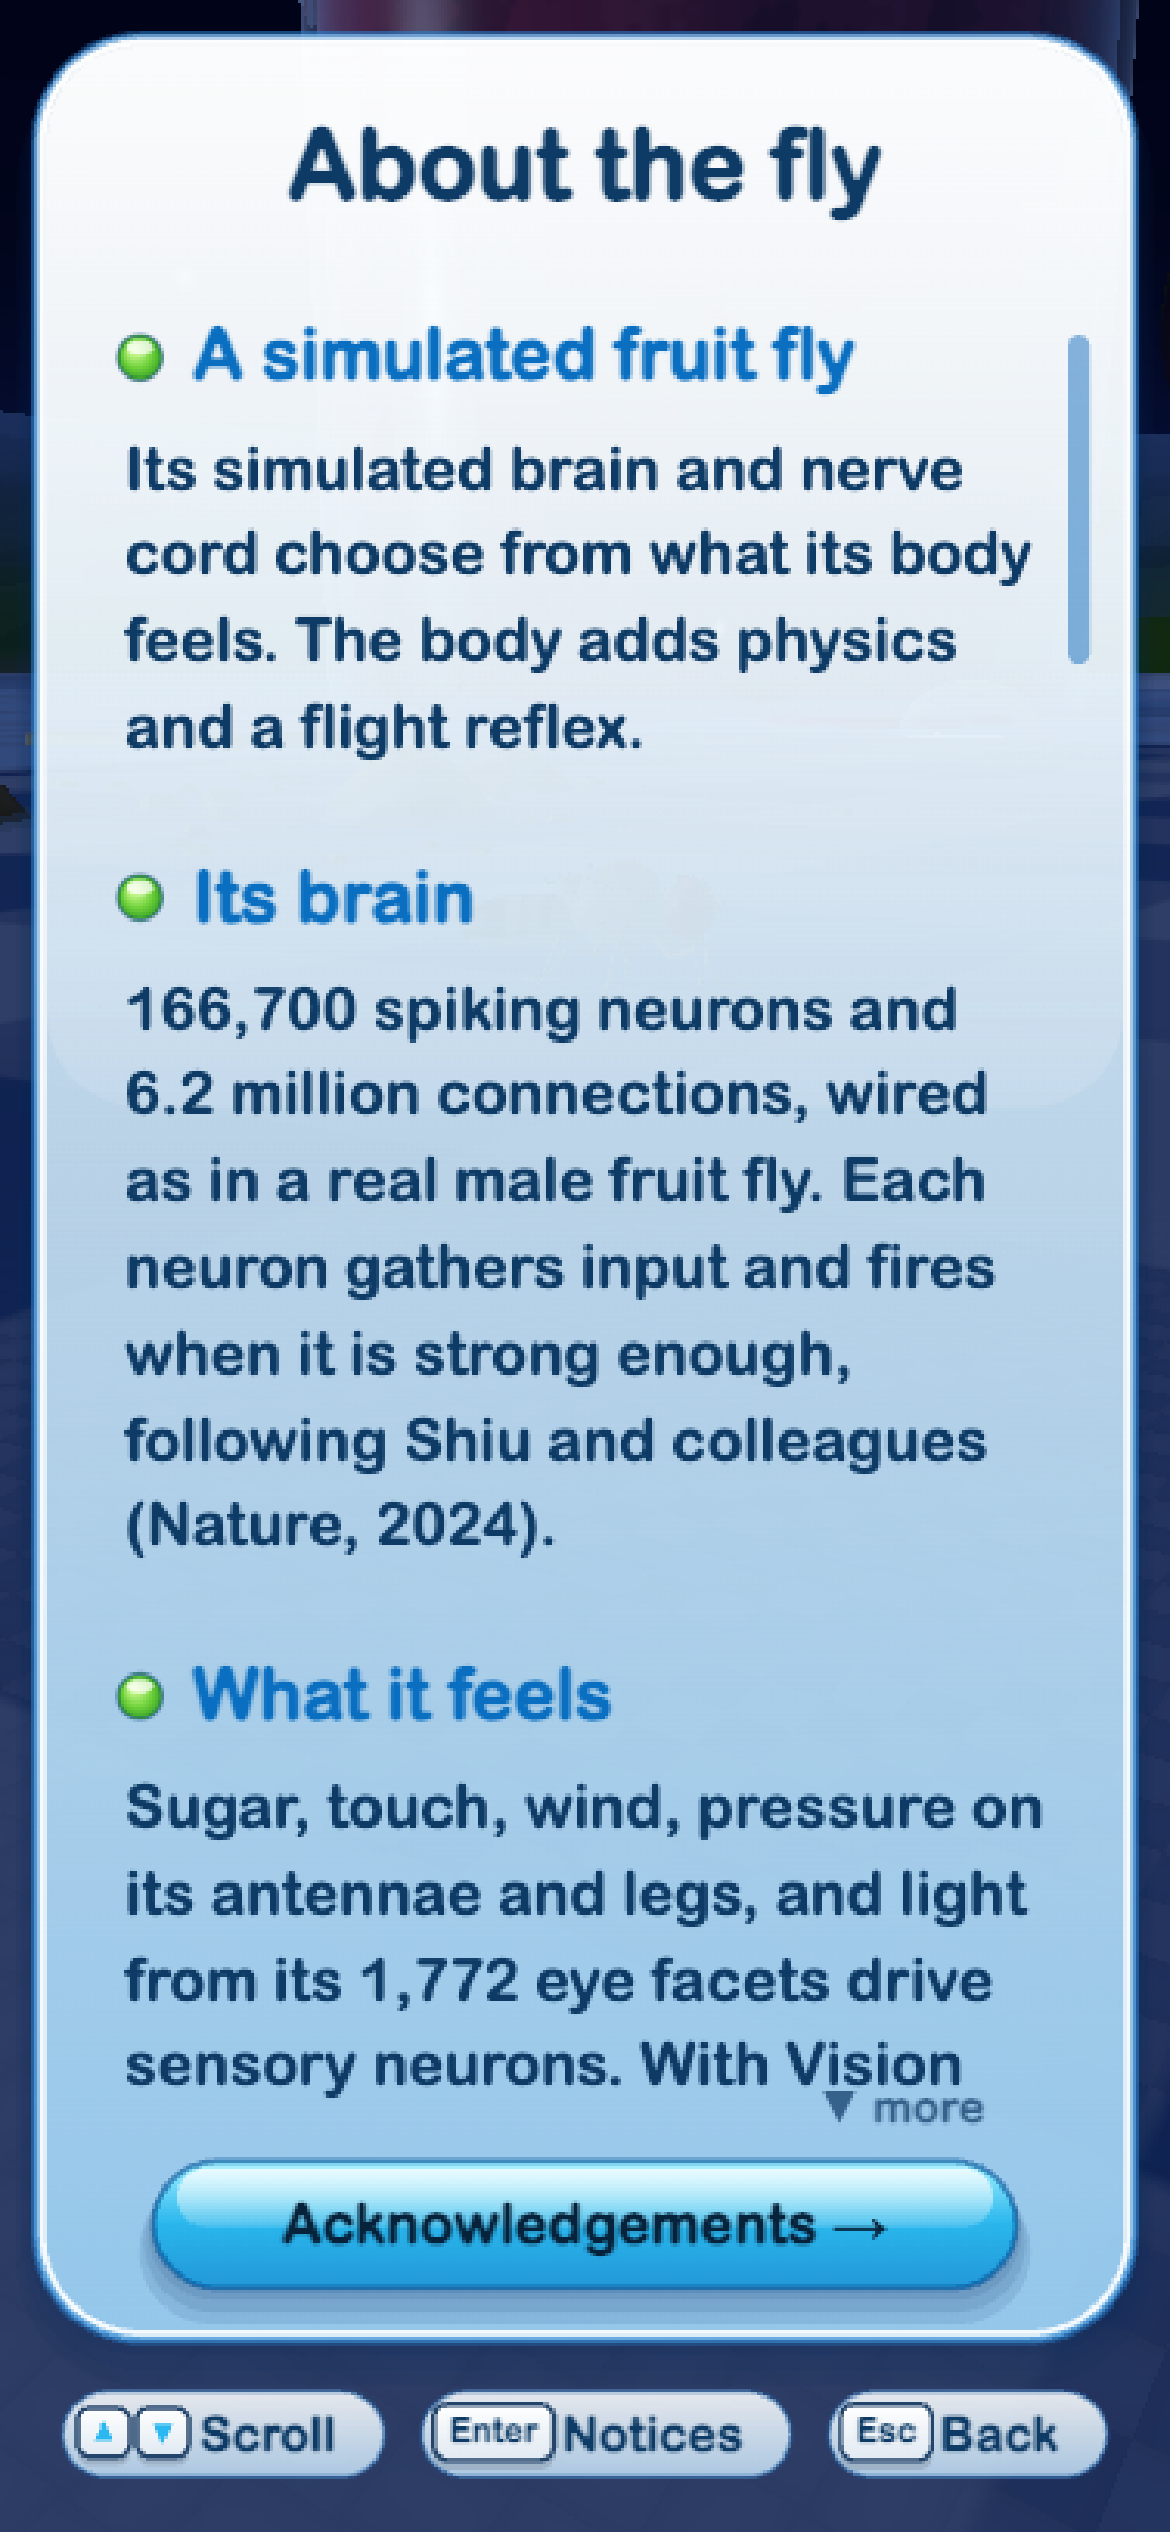 About the fly
A simulated fruit fly
Its simulated brain and nerve
cord choose from what its body
feels. The body adds physics
and a flight reflex.
Its brain
166,700 spiking neurons and
6.2 million connections, wired
as in a real male fruit fly. Each
neuron gathers input and fires
when it is strong enough,
following Shiu and colleagues
(Nature, 2024).
What it feels
Sugar, touch, wind, pressure on
its antennae and legs, and light
from its 1,772 eye facets drive
sensory neurons. With Vision
▼ more
Acknowledgements →
▲ ▼ Scroll Enter Notices Esc Back